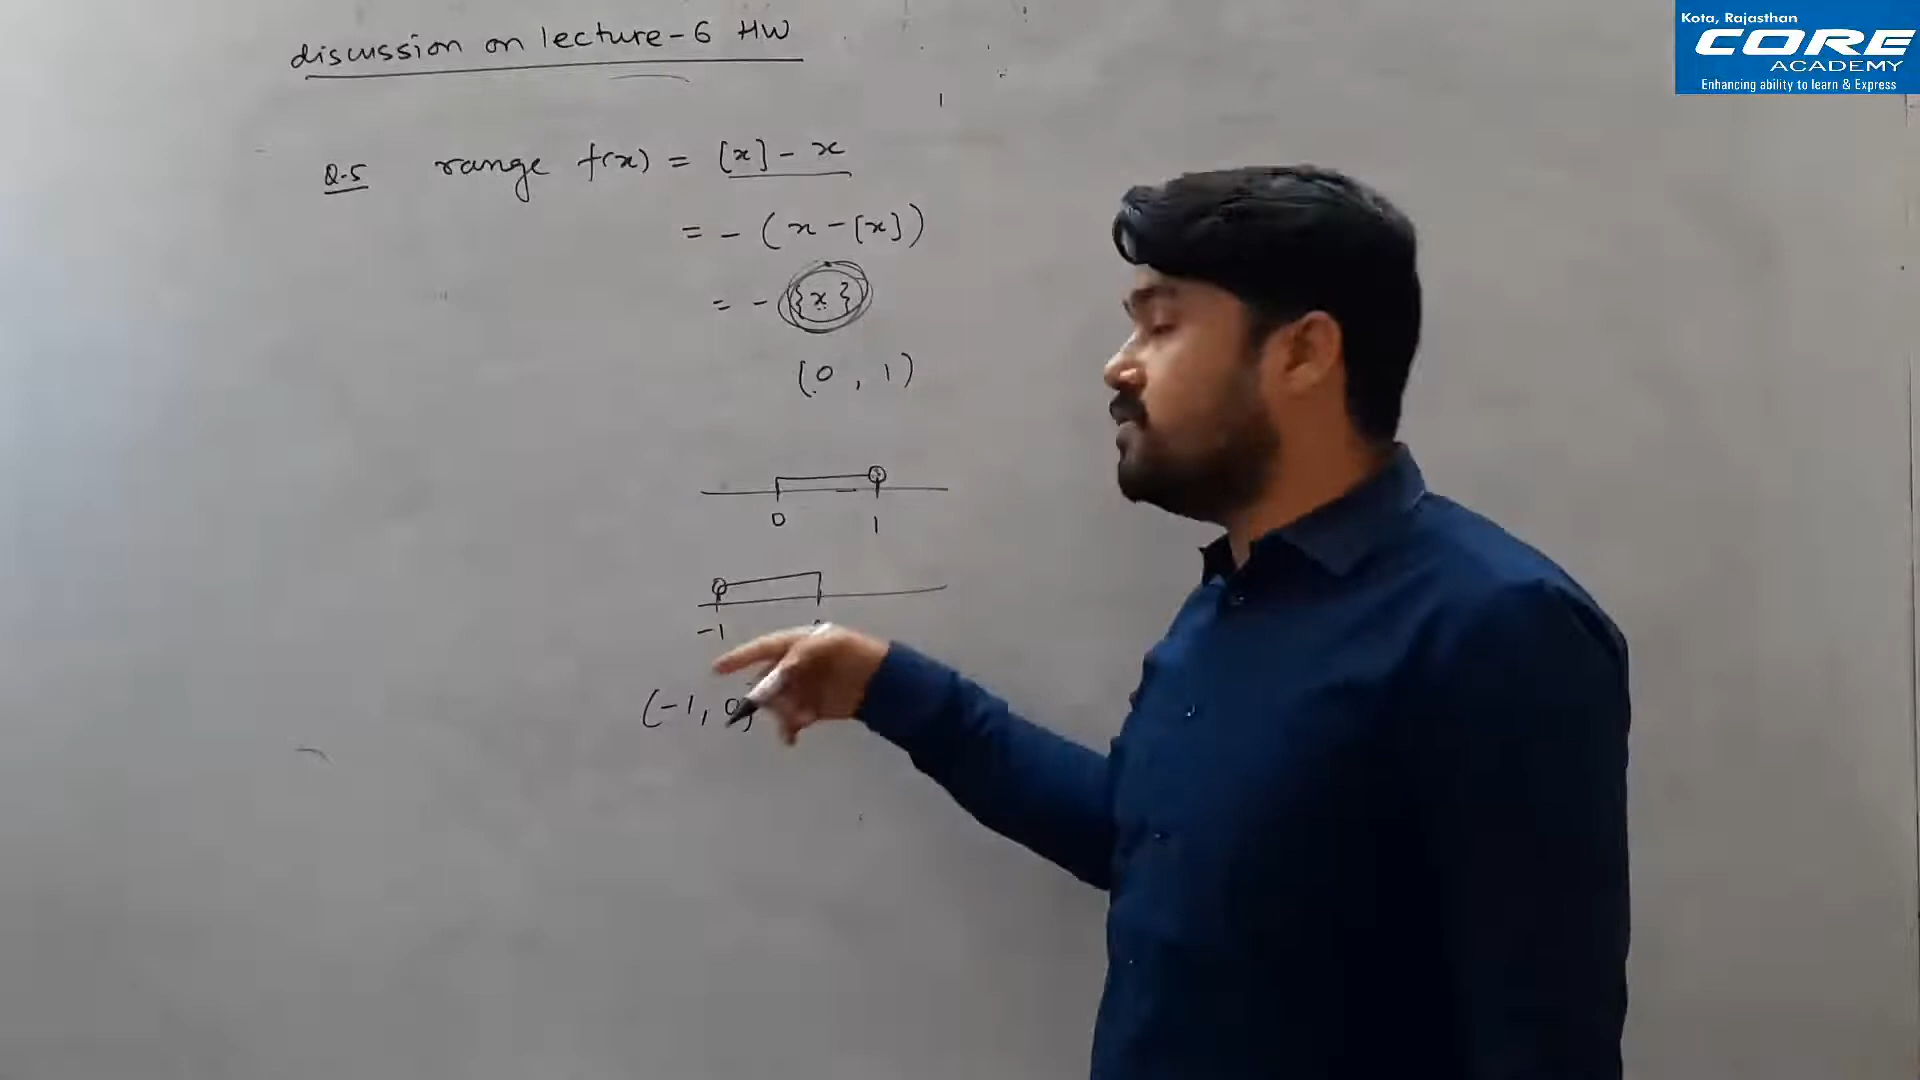 discussion on lecture-6 HW
Kota, Rajasthan
CORE
ACADEMY
Enhancing ability to learn & Express
Q.5 range f(x) = [x] - x
= - (x - [x])
= - {x}
[0, 1)
0 1
-1
(-1, 0]